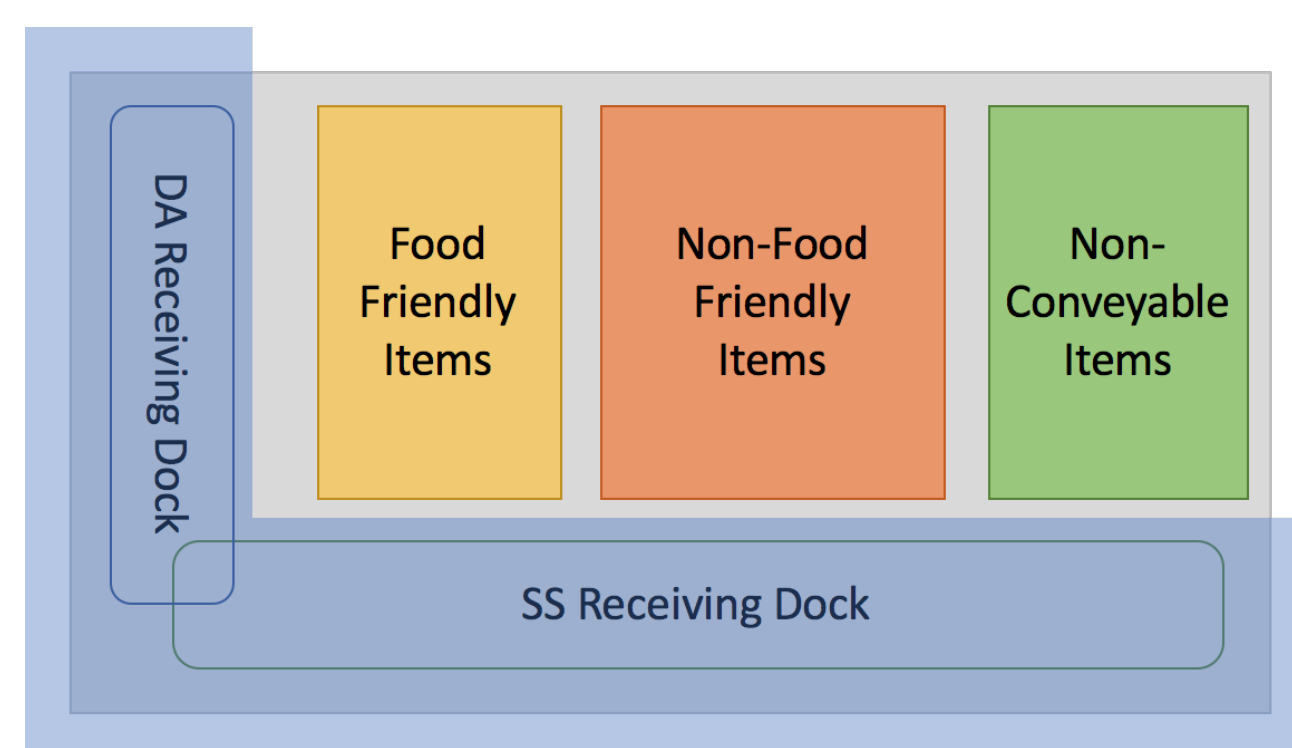 DA Receiving Dock
Food
Friendly
Items
Non-Food
Friendly
Items
Non-
Conveyable
Items
SS Receiving Dock